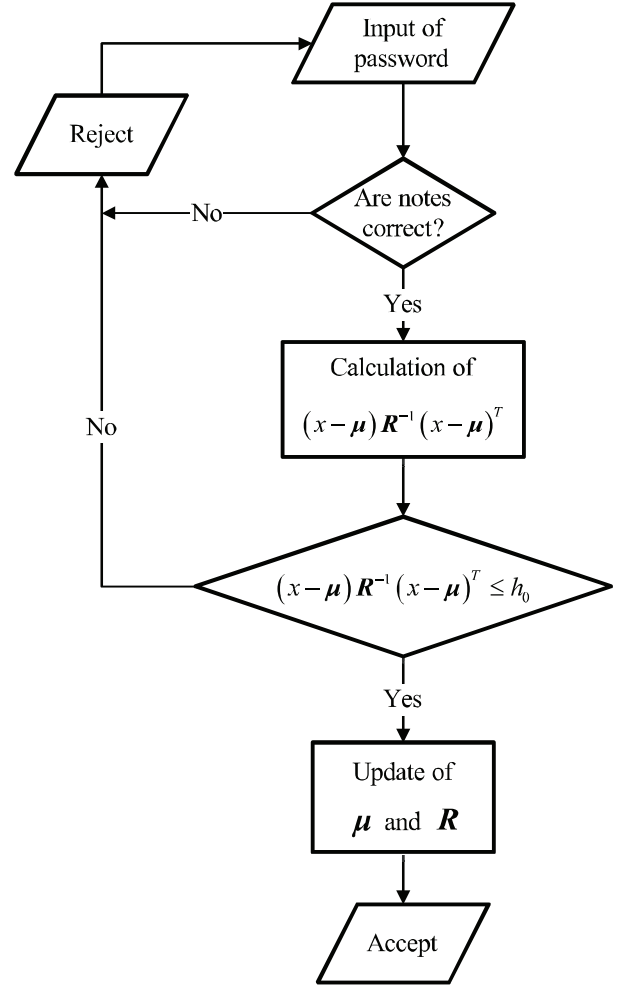 Input of
password
Reject
Are notes
correct?
No
Yes
Calculation of
(x−μ) R⁻¹ (x−μ)ᵀ
No
(x−μ) R⁻¹ (x−μ)ᵀ ≤ h₀
Yes
Update of
μ and R
Accept